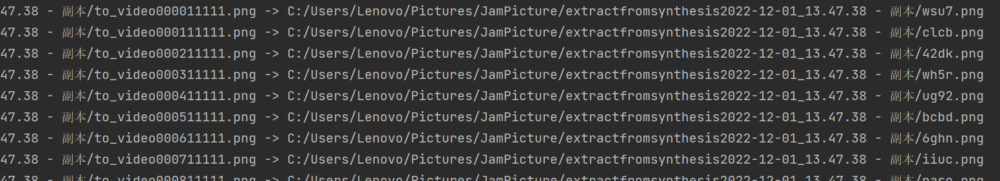 47.38 - 副本/to_video000011111.png -> C:/Users/Lenovo/Pictures/JamPicture/extractfromsynthesis2022-12-01_13.47.38 - 副本/wsu7.png
47.38 - 副本/to_video000111111.png -> C:/Users/Lenovo/Pictures/JamPicture/extractfromsynthesis2022-12-01_13.47.38 - 副本/clcb.png
47.38 - 副本/to_video000211111.png -> C:/Users/Lenovo/Pictures/JamPicture/extractfromsynthesis2022-12-01_13.47.38 - 副本/42dk.png
47.38 - 副本/to_video000311111.png -> C:/Users/Lenovo/Pictures/JamPicture/extractfromsynthesis2022-12-01_13.47.38 - 副本/wh5r.png
47.38 - 副本/to_video000411111.png -> C:/Users/Lenovo/Pictures/JamPicture/extractfromsynthesis2022-12-01_13.47.38 - 副本/ug92.png
47.38 - 副本/to_video000511111.png -> C:/Users/Lenovo/Pictures/JamPicture/extractfromsynthesis2022-12-01_13.47.38 - 副本/bcbd.png
47.38 - 副本/to_video000611111.png -> C:/Users/Lenovo/Pictures/JamPicture/extractfromsynthesis2022-12-01_13.47.38 - 副本/6ghn.png
47.38 - 副本/to_video000711111.png -> C:/Users/Lenovo/Pictures/JamPicture/extractfromsynthesis2022-12-01_13.47.38 - 副本/iiuc.png
47.38 - 副本/to_video000811111.png -> C:/Users/Lenovo/Pictures/JamPicture/extractfromsynthesis2022-12-01_13.47.38 - 副本/